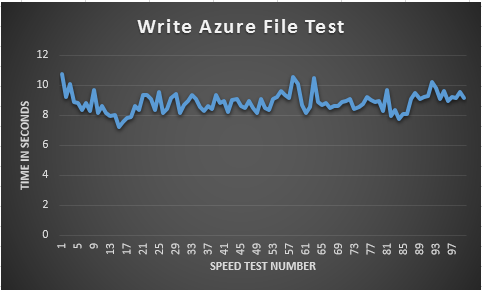 Write Azure File Test
12
10
8
6
4
2
0
TIME IN SECONDS
1 5 9 13 17 21 25 29 33 37 41 45 49 53 57 61 65 69 73 77 81 85 89 93 97
SPEED TEST NUMBER